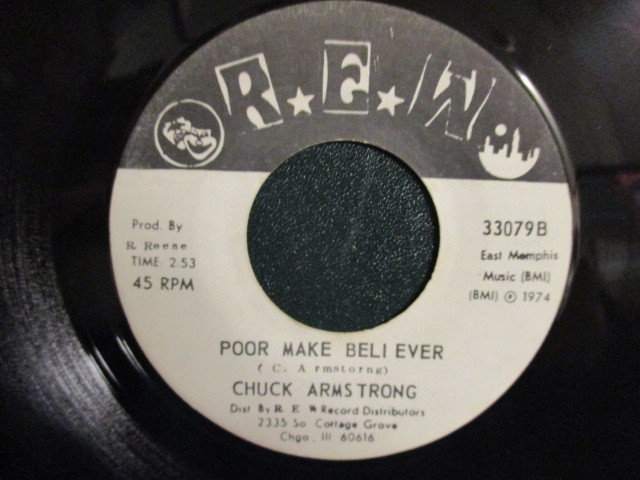 R.E.W.
Prod. By
R Reese
TIME: 2:53
45 RPM
33079B
East Memphis
Music (BMI)
(BMI) ℗ 1974
POOR MAKE BELI EVER
( C. A rmstorng)
CHUCK ARMSTRONG
Dist By R E W Record Distributors
2335 So Cottage Grove
Chgo, Ill 60616